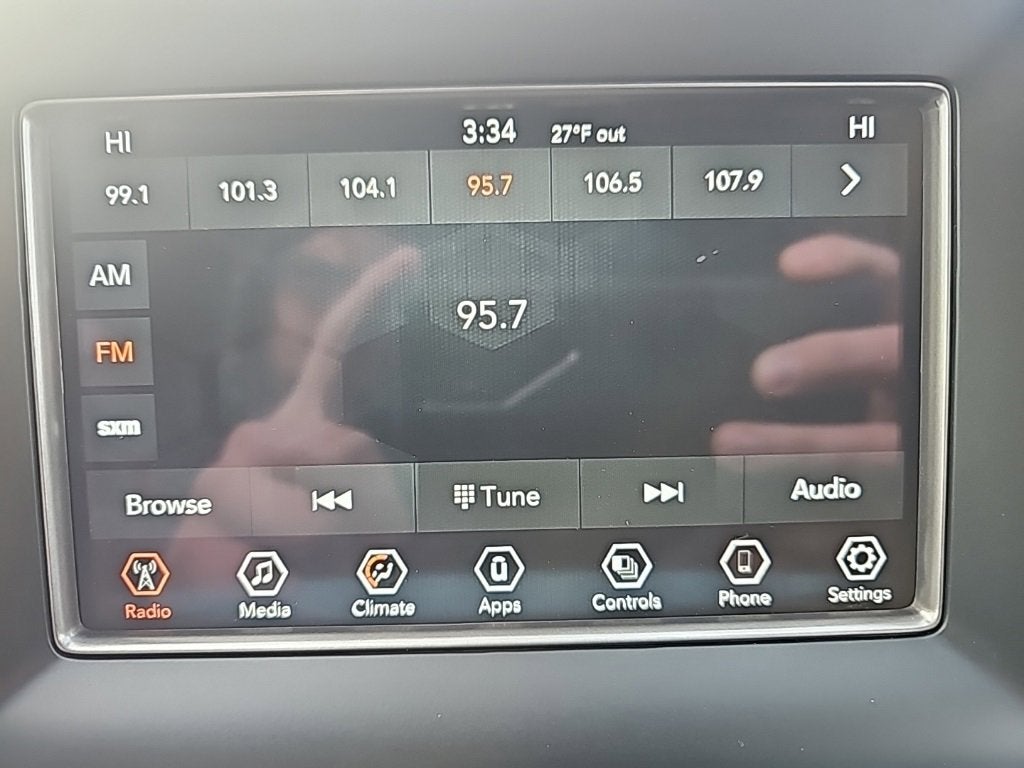 HI 3:34 27°F out HI
99.1 101.3 104.1 95.7 106.5 107.9
AM
95.7
FM
sxm
Browse Tune Audio
Radio Media Climate Apps Controls Phone Settings